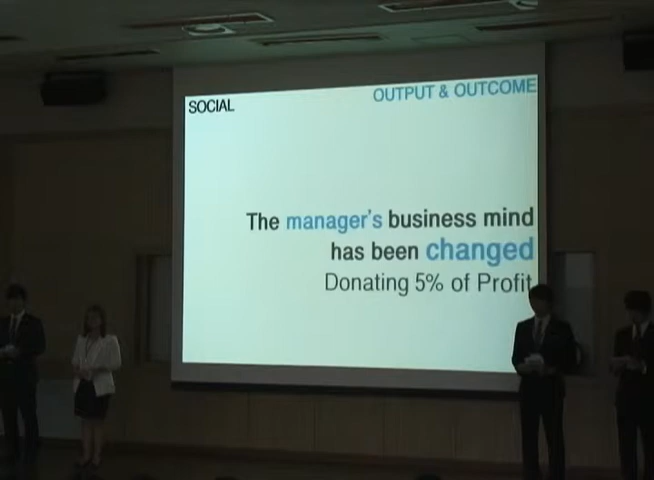 SOCIAL
OUTPUT & OUTCOME
The manager's business mind
has been changed
Donating 5% of Profit